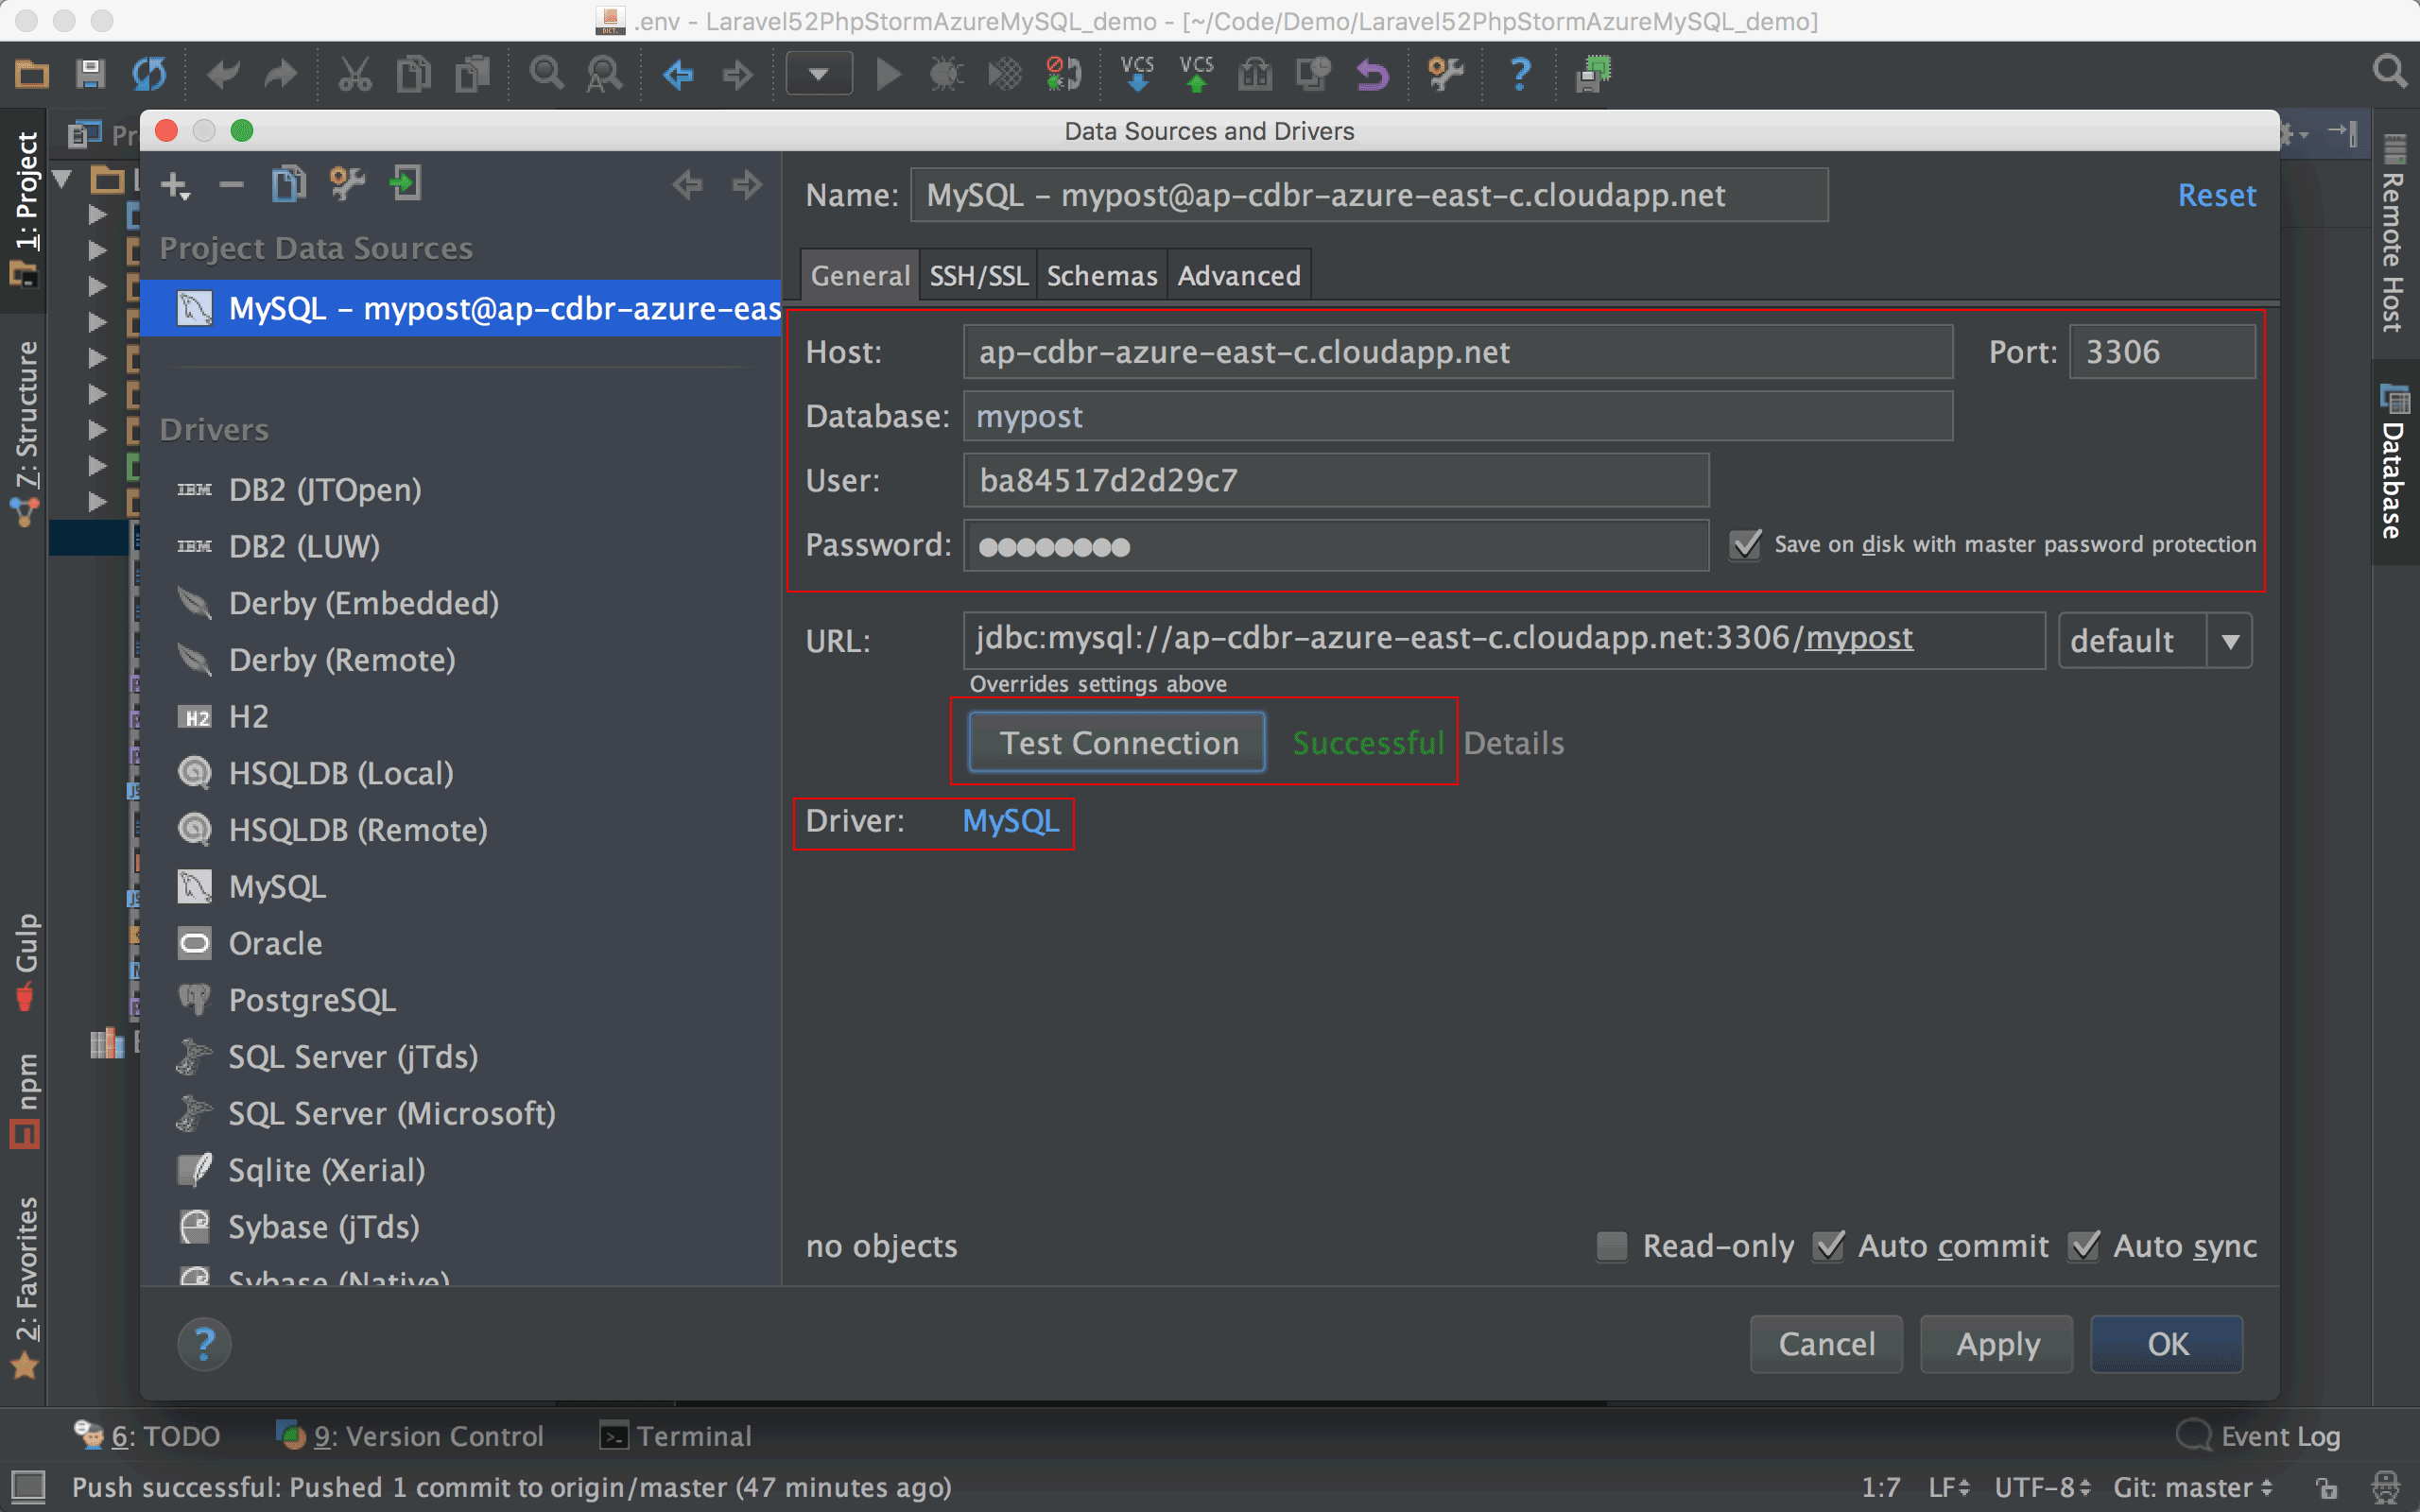 .env - Laravel52PhpStormAzureMySQL_demo - [~/Code/Demo/Laravel52PhpStormAzureMySQL_demo]
VCS VCS
Data Sources and Drivers
1: Project
7: Structure
Gulp
npm
2: Favorites
Project Data Sources
MySQL – mypost@ap-cdbr-azure-eas
Drivers
IBM DB2 (JTOpen)
IBM DB2 (LUW)
Derby (Embedded)
Derby (Remote)
H2 H2
HSQLDB (Local)
HSQLDB (Remote)
MySQL
Oracle
PostgreSQL
SQL Server (jTds)
SQL Server (Microsoft)
Sqlite (Xerial)
Sybase (jTds)
Sybase (Native)
Name: MySQL – mypost@ap-cdbr-azure-east-c.cloudapp.net Reset
General SSH/SSL Schemas Advanced
Host: ap-cdbr-azure-east-c.cloudapp.net Port: 3306
Database: mypost
User: ba84517d2d29c7
Password: ●●●●●●●● Save on disk with master password protection
URL: jdbc:mysql://ap-cdbr-azure-east-c.cloudapp.net:3306/mypost default
Overrides settings above
Test Connection Successful Details
Driver: MySQL
no objects Read-only Auto commit Auto sync
? Cancel Apply OK
Remote Host
Database
6: TODO 9: Version Control Terminal Event Log
Push successful: Pushed 1 commit to origin/master (47 minutes ago) 1:7 LF UTF-8 Git: master